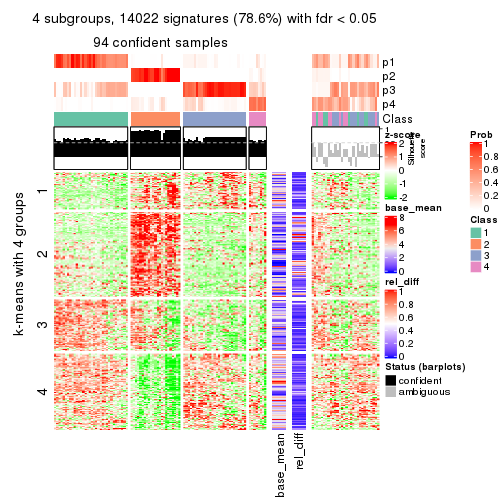 4 subgroups, 14022 signatures (78.6%) with fdr < 0.05
94 confident samples
p1
p2
p3
p4
Class
1
Silhouette
score
k-means with 4 groups
1
2
3
4
base_mean
rel_diff
z-score
2
1
0
-1
-2
base_mean
8
6
4
2
0
rel_diff
1
0.8
0.6
0.4
0.2
0
Status (barplots)
confident
ambiguous
Prob
1
0.8
0.6
0.4
0.2
0
Class
1
2
3
4